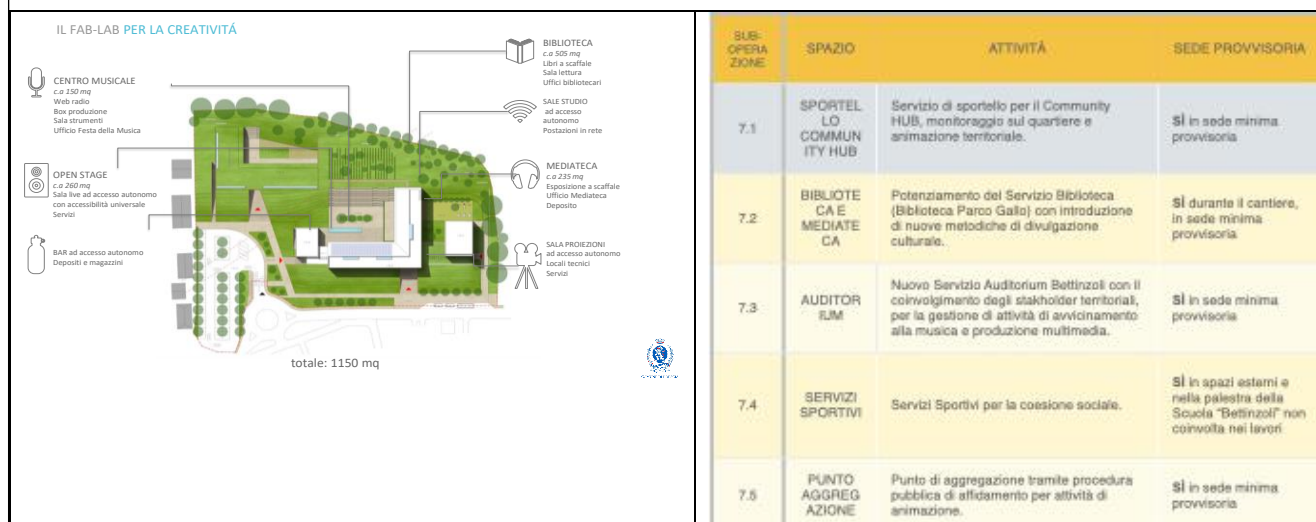 IL FAB-LAB PER LA CREATIVITÁ
CENTRO MUSICALE
c.a 150 mq
Web radio
Box produzione
Sala strumenti
Ufficio Festa della Musica
OPEN STAGE
c.a 260 mq
Sala live ad accesso autonomo
con accessibilità universale
Servizi
BAR ad accesso autonomo
Depositi e magazzini
BIBLIOTECA
c.a 505 mq
Libri a scaffale
Sala lettura
Uffici bibliotecari
SALE STUDIO
ad accesso
autonomo
Postazioni in rete
MEDIATECA
c.a 235 mq
Esposizione a scaffale
Ufficio Mediateca
Deposito
SALA PROIEZIONI
ad accesso autonomo
Locali tecnici
Servizi
totale: 1150 mq
SUB-
OPERA
ZIONE
SPAZIO
ATTIVITÀ
SEDE PROVVISORIA
7.1
SPORTEL
LO
COMMUN
ITY HUB
Servizio di sportello per il Community
HUB, monitoraggio sul quartiere e
animazione territoriale.
SÌ in sede minima
provvisoria
7.2
BIBLIOTE
CA E
MEDIATE
CA
Potenziamento del Servizio Biblioteca
(Biblioteca Parco Gallo) con introduzione
di nuove metodiche di divulgazione
culturale.
SÌ durante il cantiere,
in sede minima
provvisoria
7.3
AUDITOR
IUM
Nuovo Servizio Auditorium Bettinzoli con il
coinvolgimento degli stakholder territoriali,
per la gestione di attività di avvicinamento
alla musica e produzione multimedia.
SÌ in sede minima
provvisoria
7.4
SERVIZI
SPORTIVI
Servizi Sportivi per la coesione sociale.
SÌ in spazi esterni e
nella palestra della
Scuola "Bettinzoli" non
coinvolta nei lavori
7.5
PUNTO
AGGREG
AZIONE
Punto di aggregazione tramite procedura
pubblica di affidamento per attività di
animazione.
SÌ in sede minima
provvisoria